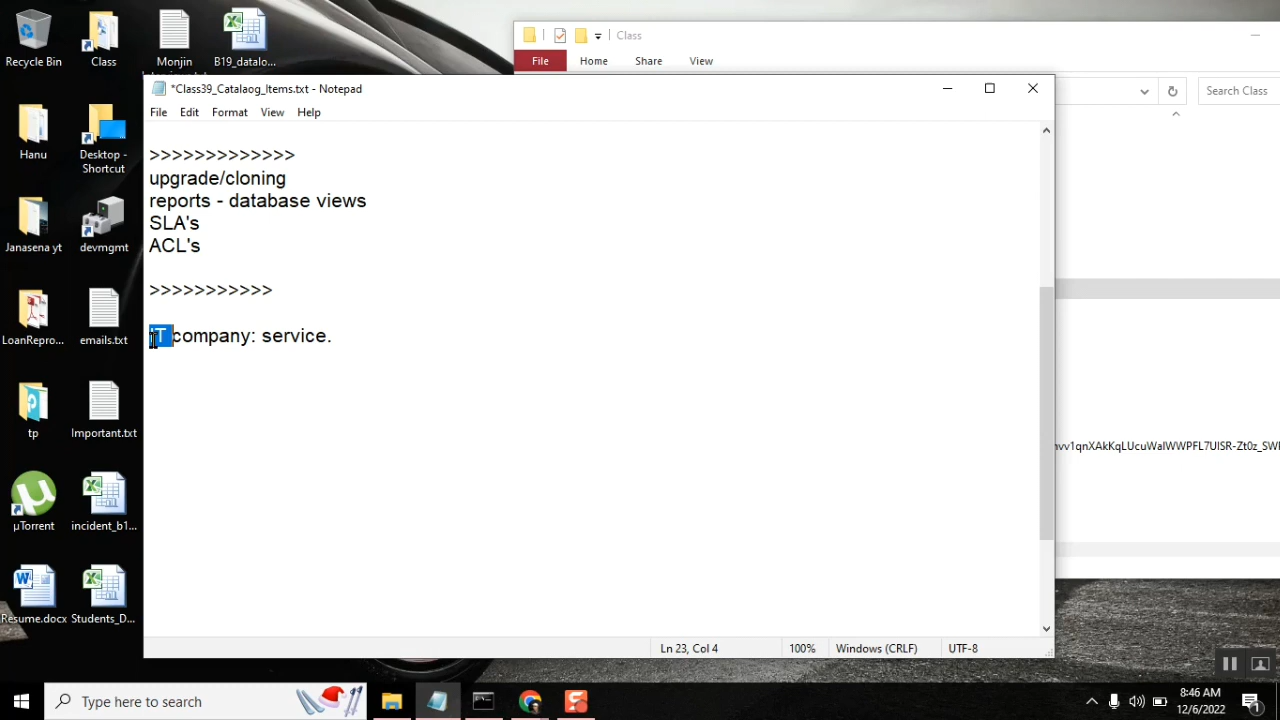 Recycle Bin
Class
Monjin
B19_datalo...
Hanu
Desktop -
Shortcut
Janasena yt
devmgmt
LoanRepro...
emails.txt
tp
Important.txt
µTorrent
incident_b1...
Resume.docx
Students_D...
Class
File
Home
Share
View
Search Class
*Class39_Catalaog_Items.txt - Notepad
File
Edit
Format
View
Help
>>>>>>>>>>>>>
upgrade/cloning
reports - database views
SLA's
ACL's
>>>>>>>>>>>
IT company: service.
Ln 23, Col 4
100%
Windows (CRLF)
UTF-8
Type here to search
8:46 AM
12/6/2022
1